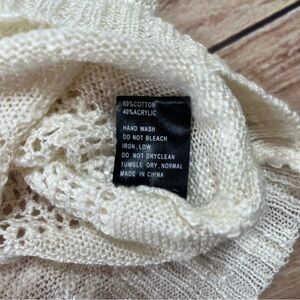 60%COTTON
40%ACRYLIC
HAND WASH
DO NOT BLEACH
IRON,LOW
DO NOT DRYCLEAN
TUMBLE DRY,NORMAL
MADE IN CHINA